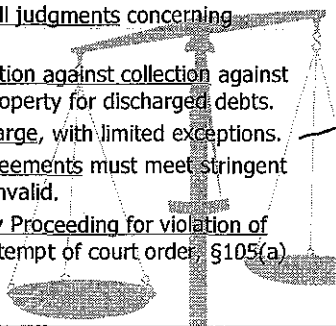 ll judgments concerning
tion against collection against
operty for discharged debts.
arge, with limited exceptions.
eements must meet stringent
nvalid.
y Proceeding for violation of
tempt of court order, §105(a)